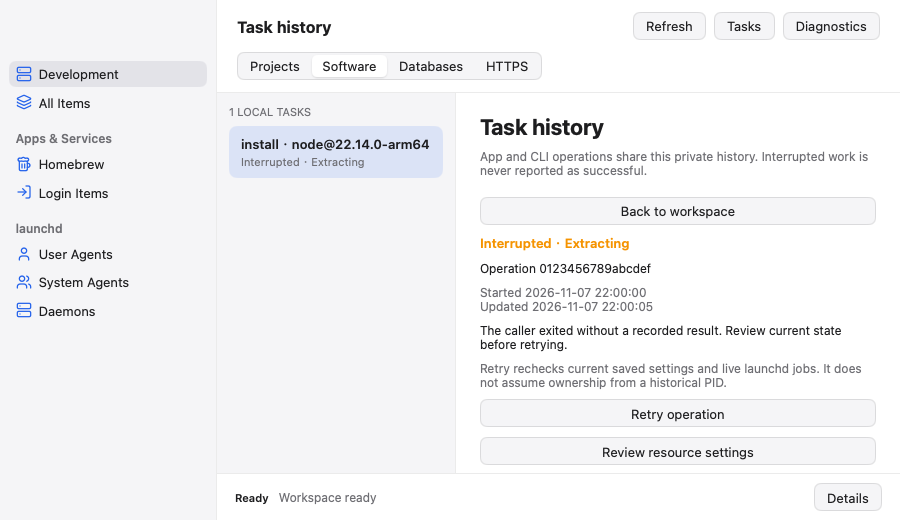 Task history
Refresh
Tasks
Diagnostics
Projects
Software
Databases
HTTPS
Development
All Items
Apps & Services
Homebrew
Login Items
launchd
User Agents
System Agents
Daemons
1 LOCAL TASKS
install · node@22.14.0-arm64
Interrupted · Extracting
Task history
App and CLI operations share this private history. Interrupted work is
never reported as successful.
Back to workspace
Interrupted · Extracting
Operation 0123456789abcdef
Started 2026-11-07 22:00:00
Updated 2026-11-07 22:00:05
The caller exited without a recorded result. Review current state
before retrying.
Retry rechecks current saved settings and live launchd jobs. It does
not assume ownership from a historical PID.
Retry operation
Review resource settings
Ready
Workspace ready
Details